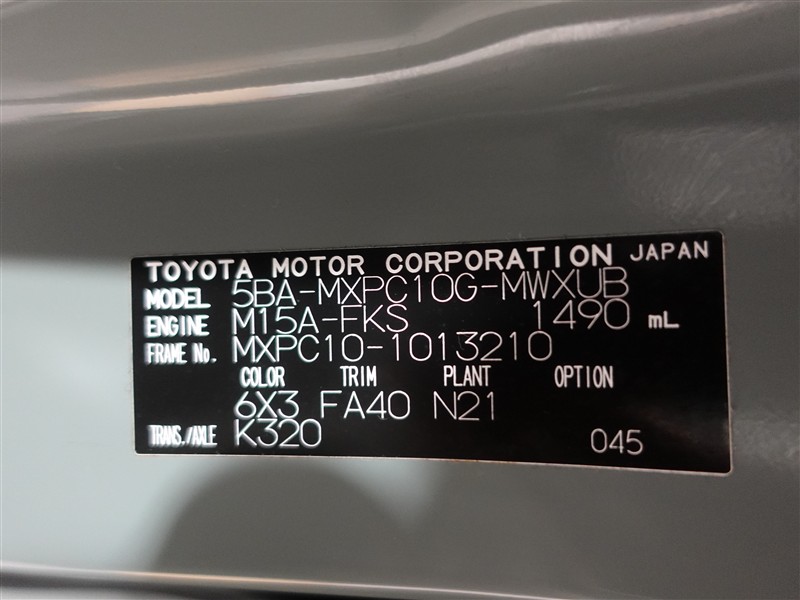 TOYOTA MOTOR CORPORATION JAPAN
MODEL 5BA-MXPC10G-MWXUB
ENGINE M15A-FKS 1490 mL
FRAME No. MXPC10-1013210
COLOR TRIM PLANT OPTION
6X3 FA40 N21
TRANS./AXLE K320 045